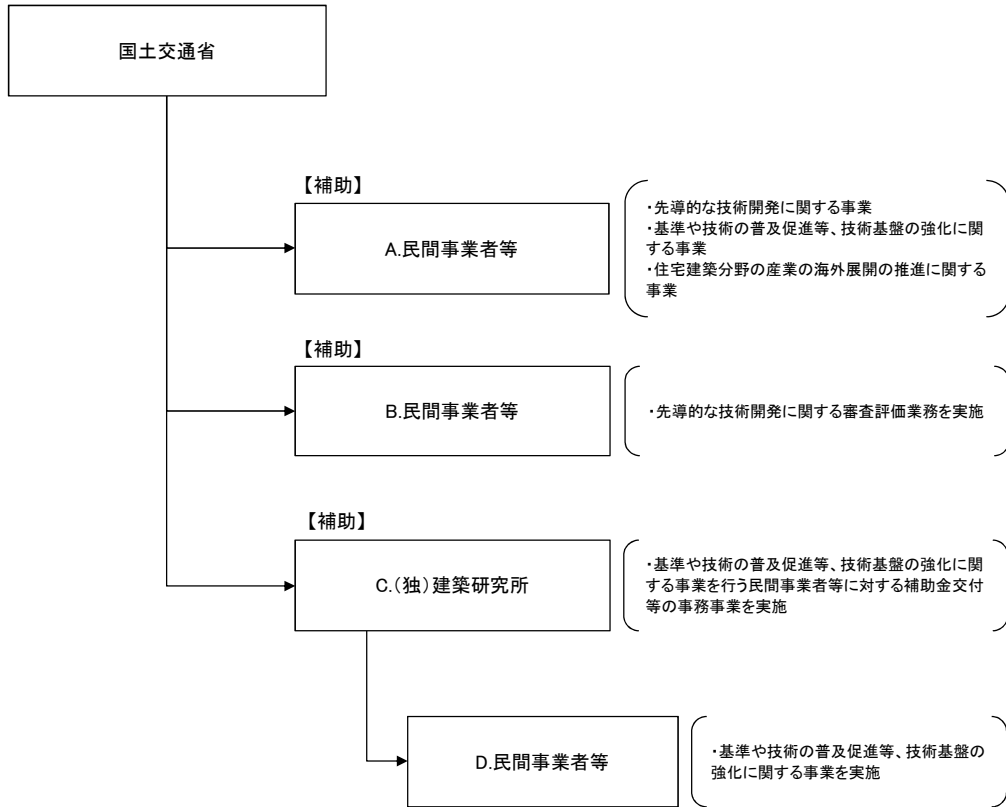 国土交通省
【補助】
A.民間事業者等
・先導的な技術開発に関する事業
・基準や技術の普及促進等、技術基盤の強化に関
する事業
・住宅建築分野の産業の海外展開の推進に関する
事業
【補助】
B.民間事業者等
・先導的な技術開発に関する審査評価業務を実施
【補助】
C.(独)建築研究所
・基準や技術の普及促進等、技術基盤の強化に関
する事業を行う民間事業者等に対する補助金交付
等の事務事業を実施
D.民間事業者等
・基準や技術の普及促進等、技術基盤の
強化に関する事業を実施